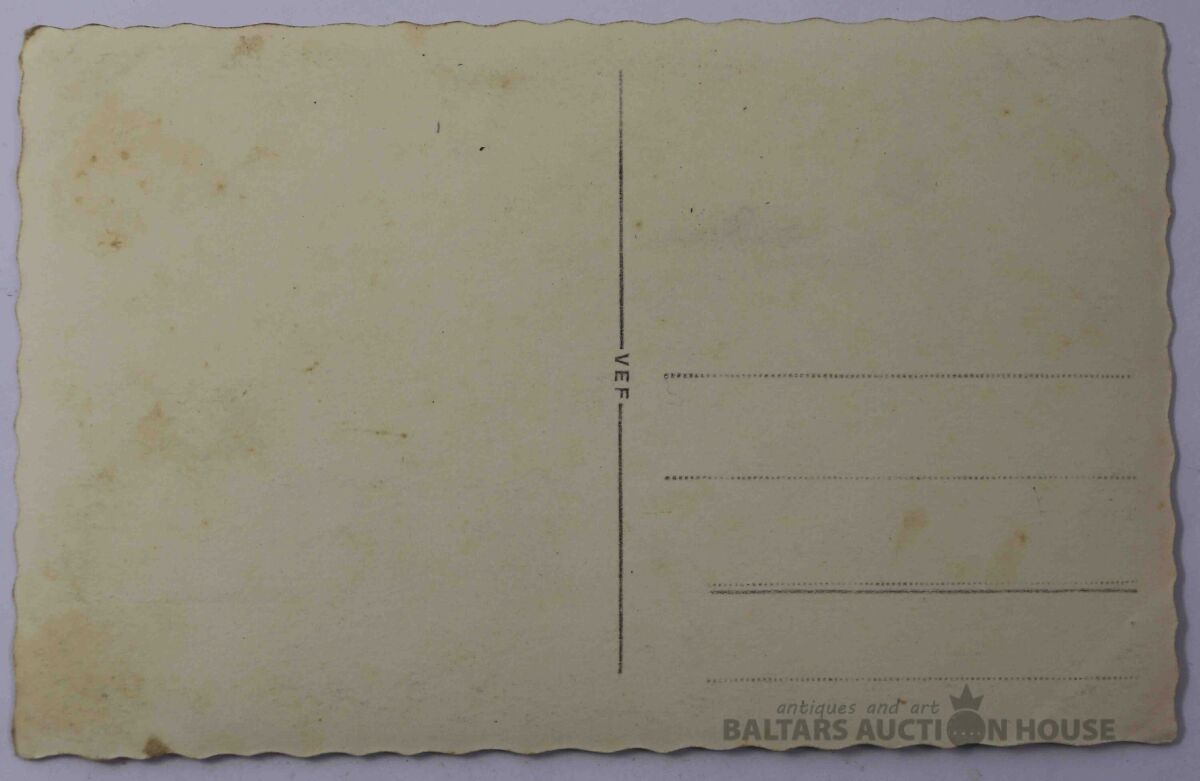 VEF
antiques and art
BALTARS AUCTION HOUSE